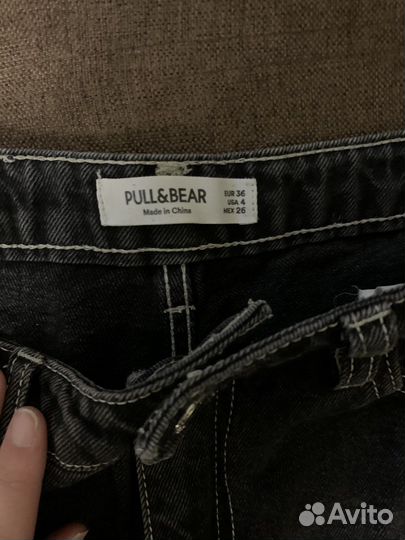 PULL&BEAR
Made in China
EUR 36
USA 4
MEX 26
Avito